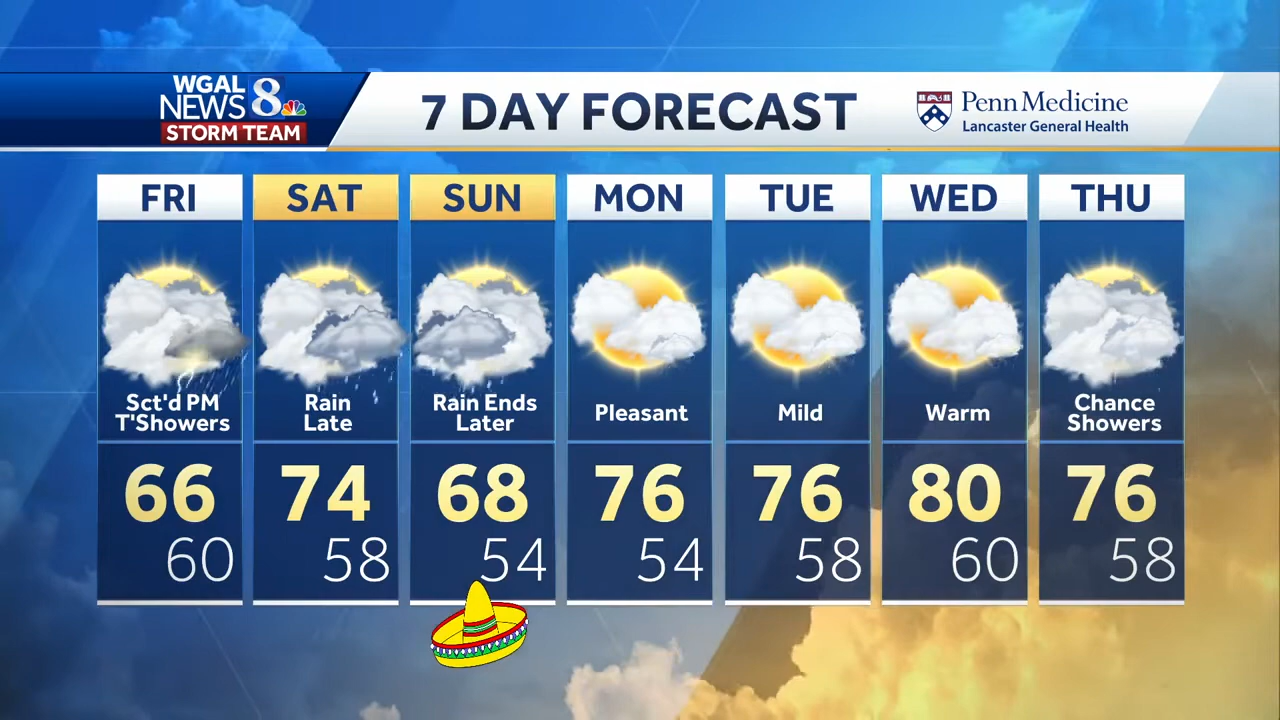 WGAL
NEWS 8
STORM TEAM
7 DAY FORECAST
Penn Medicine
Lancaster General Health
FRI SAT SUN MON TUE WED THU
Sct'd PM
T'Showers
Rain
Late
Rain Ends
Later
Pleasant
Mild
Warm
Chance
Showers
66 74 68 76 76 80 76
60 58 54 54 58 60 58